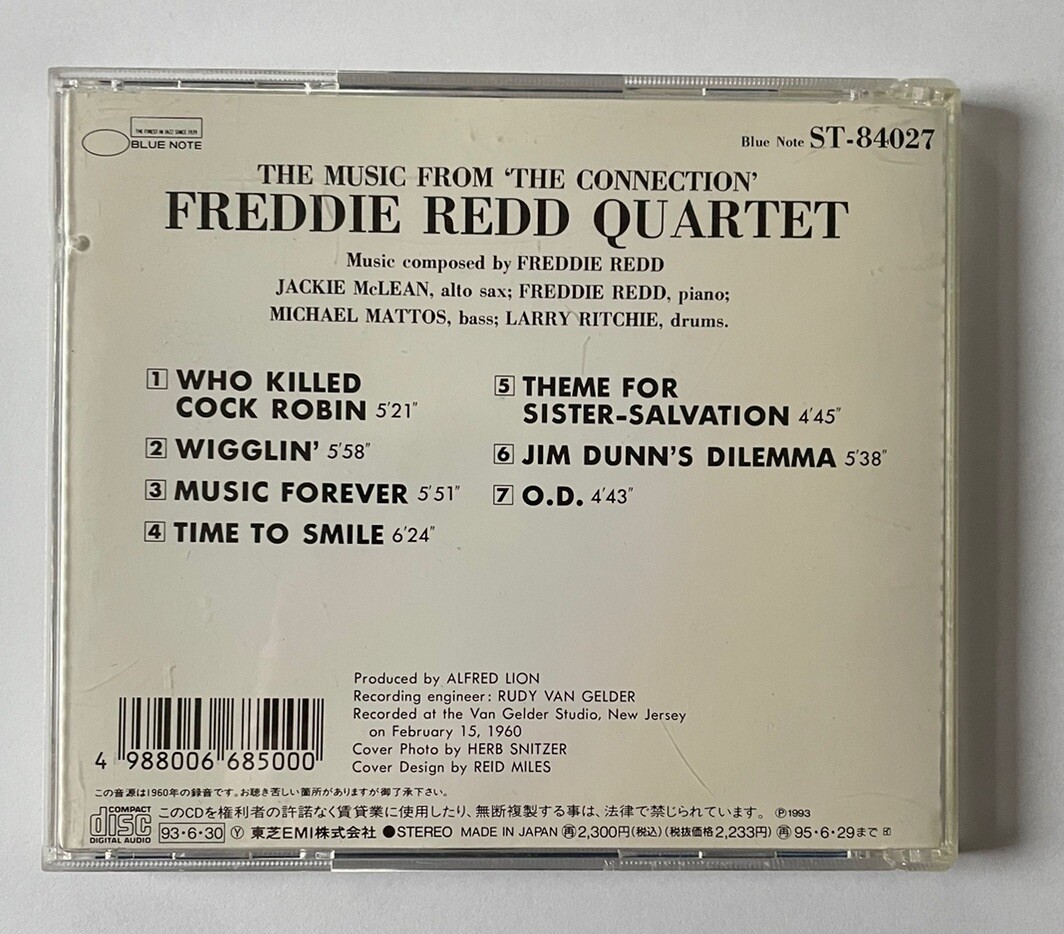 THE FINEST IN JAZZ SINCE 1939
BLUE NOTE
Blue Note ST-84027
THE MUSIC FROM ‘THE CONNECTION’
FREDDIE REDD QUARTET
Music composed by FREDDIE REDD
JACKIE McLEAN, alto sax; FREDDIE REDD, piano;
MICHAEL MATTOS, bass; LARRY RITCHIE, drums.
1 WHO KILLED
COCK ROBIN 5′21″
2 WIGGLIN’ 5′58″
3 MUSIC FOREVER 5′51″
4 TIME TO SMILE 6′24″
5 THEME FOR
SISTER-SALVATION 4′45″
6 JIM DUNN’S DILEMMA 5′38″
7 O.D. 4′43″
Produced by ALFRED LION
Recording engineer: RUDY VAN GELDER
Recorded at the Van Gelder Studio, New Jersey
on February 15, 1960
Cover Photo by HERB SNITZER
Cover Design by REID MILES
4 988006 685000
この音源は1960年の録音です。お聴き苦しい箇所がありますが御了承下さい。
COMPACT disc DIGITAL AUDIO
このCDを権利者の許諾なく賃貸業に使用したり、無断複製する事は、法律で禁じられています。 Ⓟ1993
93·6·30 Ⓨ 東芝EMI株式会社 ●STEREO MADE IN JAPAN ㊢2,300円(税込)(税抜価格2,233円) ㊢95·6·29まで